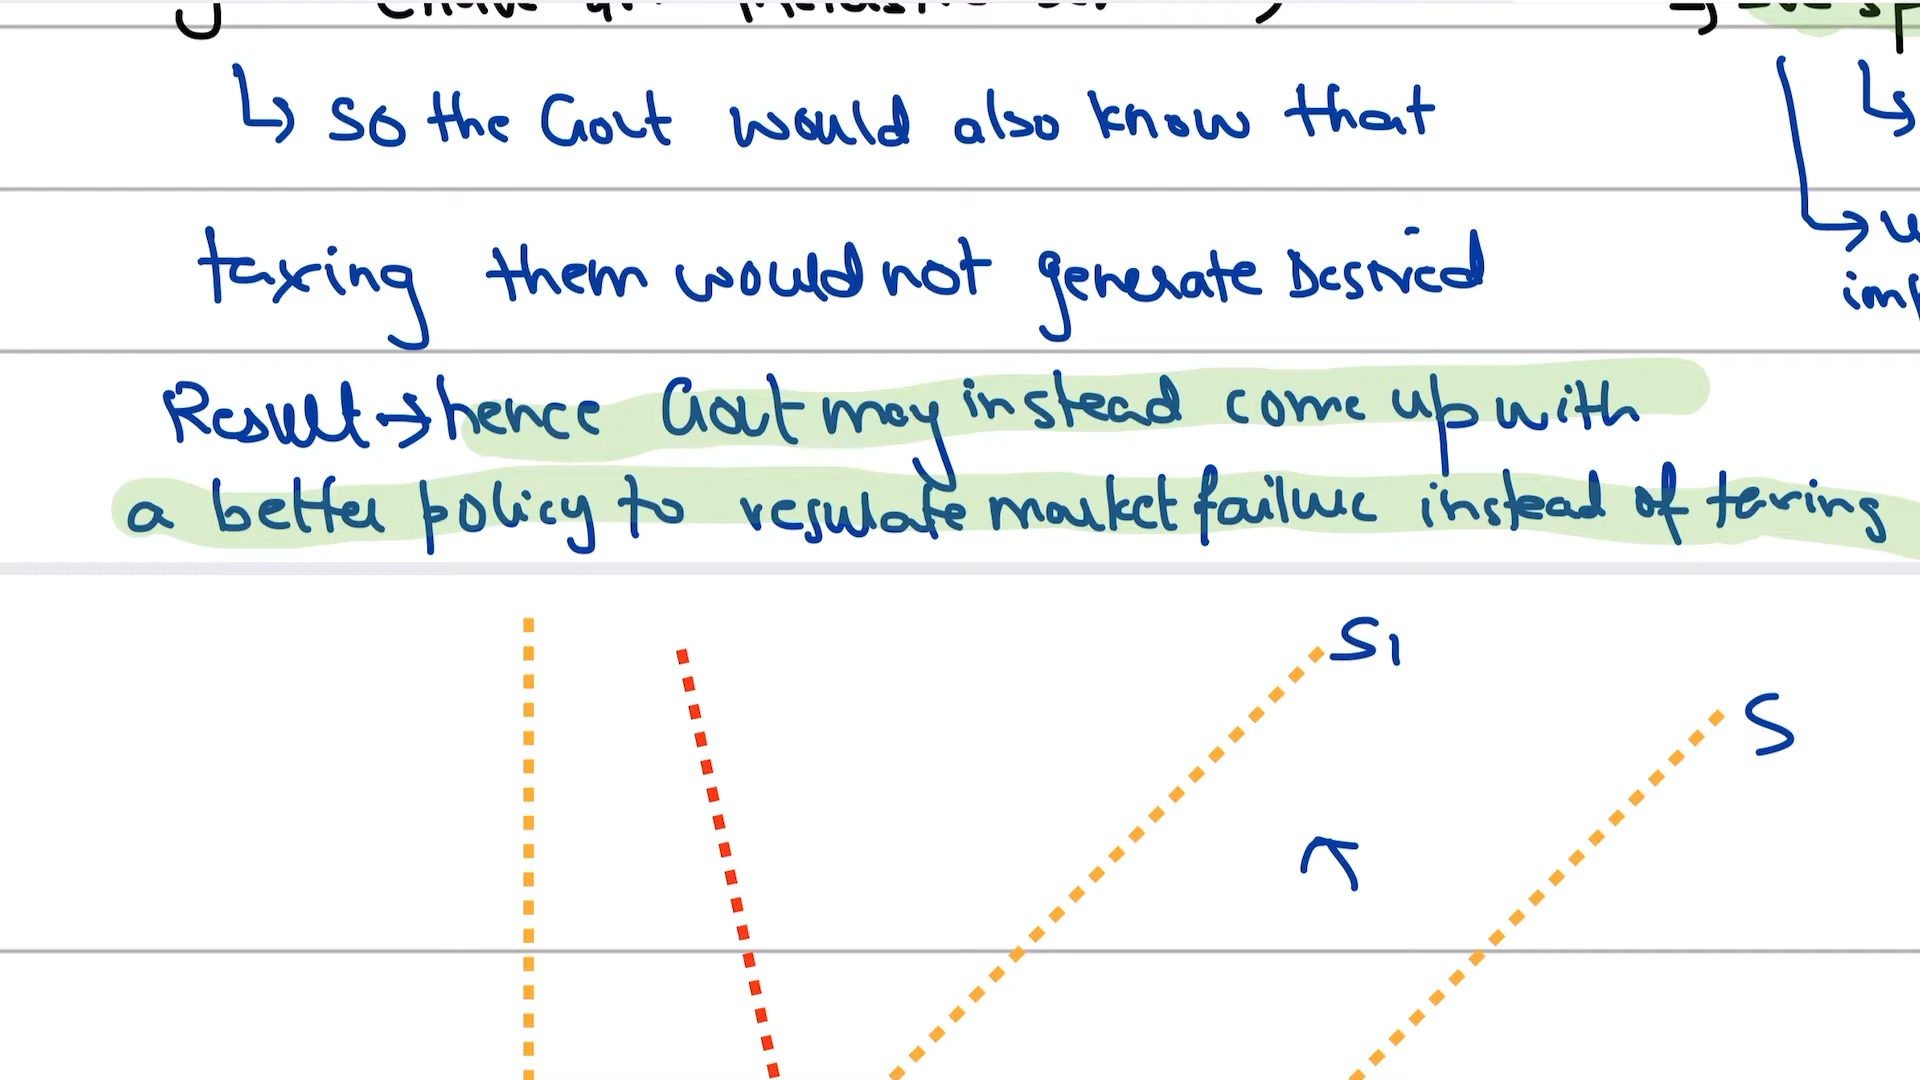 so the Govt would also know that
taxing them would not generate Desired
Result → hence Govt may instead come up with
a better policy to regulate market failure instead of taxing
S1
S